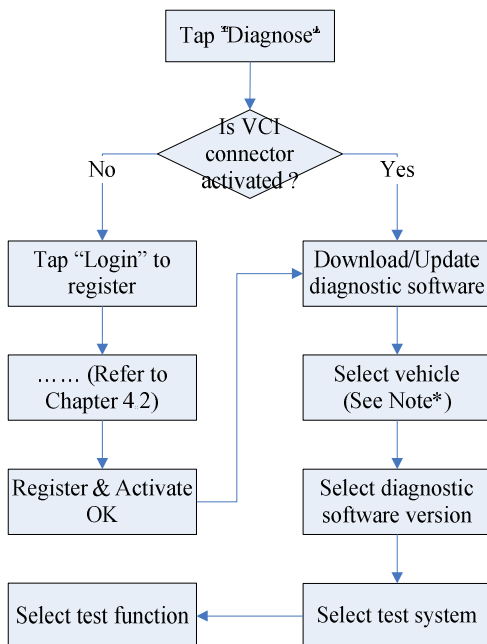 Tap "Diagnose"
Is VCI
connector
activated ?
No
Yes
Tap “Login” to
register
Download/Update
diagnostic software
…… (Refer to
Chapter 4.2)
Select vehicle
(See Note*)
Register & Activate
OK
Select diagnostic
software version
Select test function
Select test system